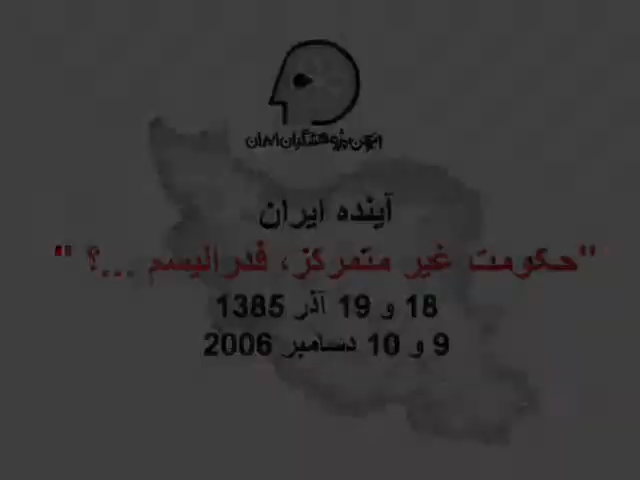 انجمن پژوهشگران ایران
آینده ایران
"حکومت غیر متمرکز، فدرالیسم ...؟ "
18 و 19 آذر 1385
9 و 10 دسامبر 2006